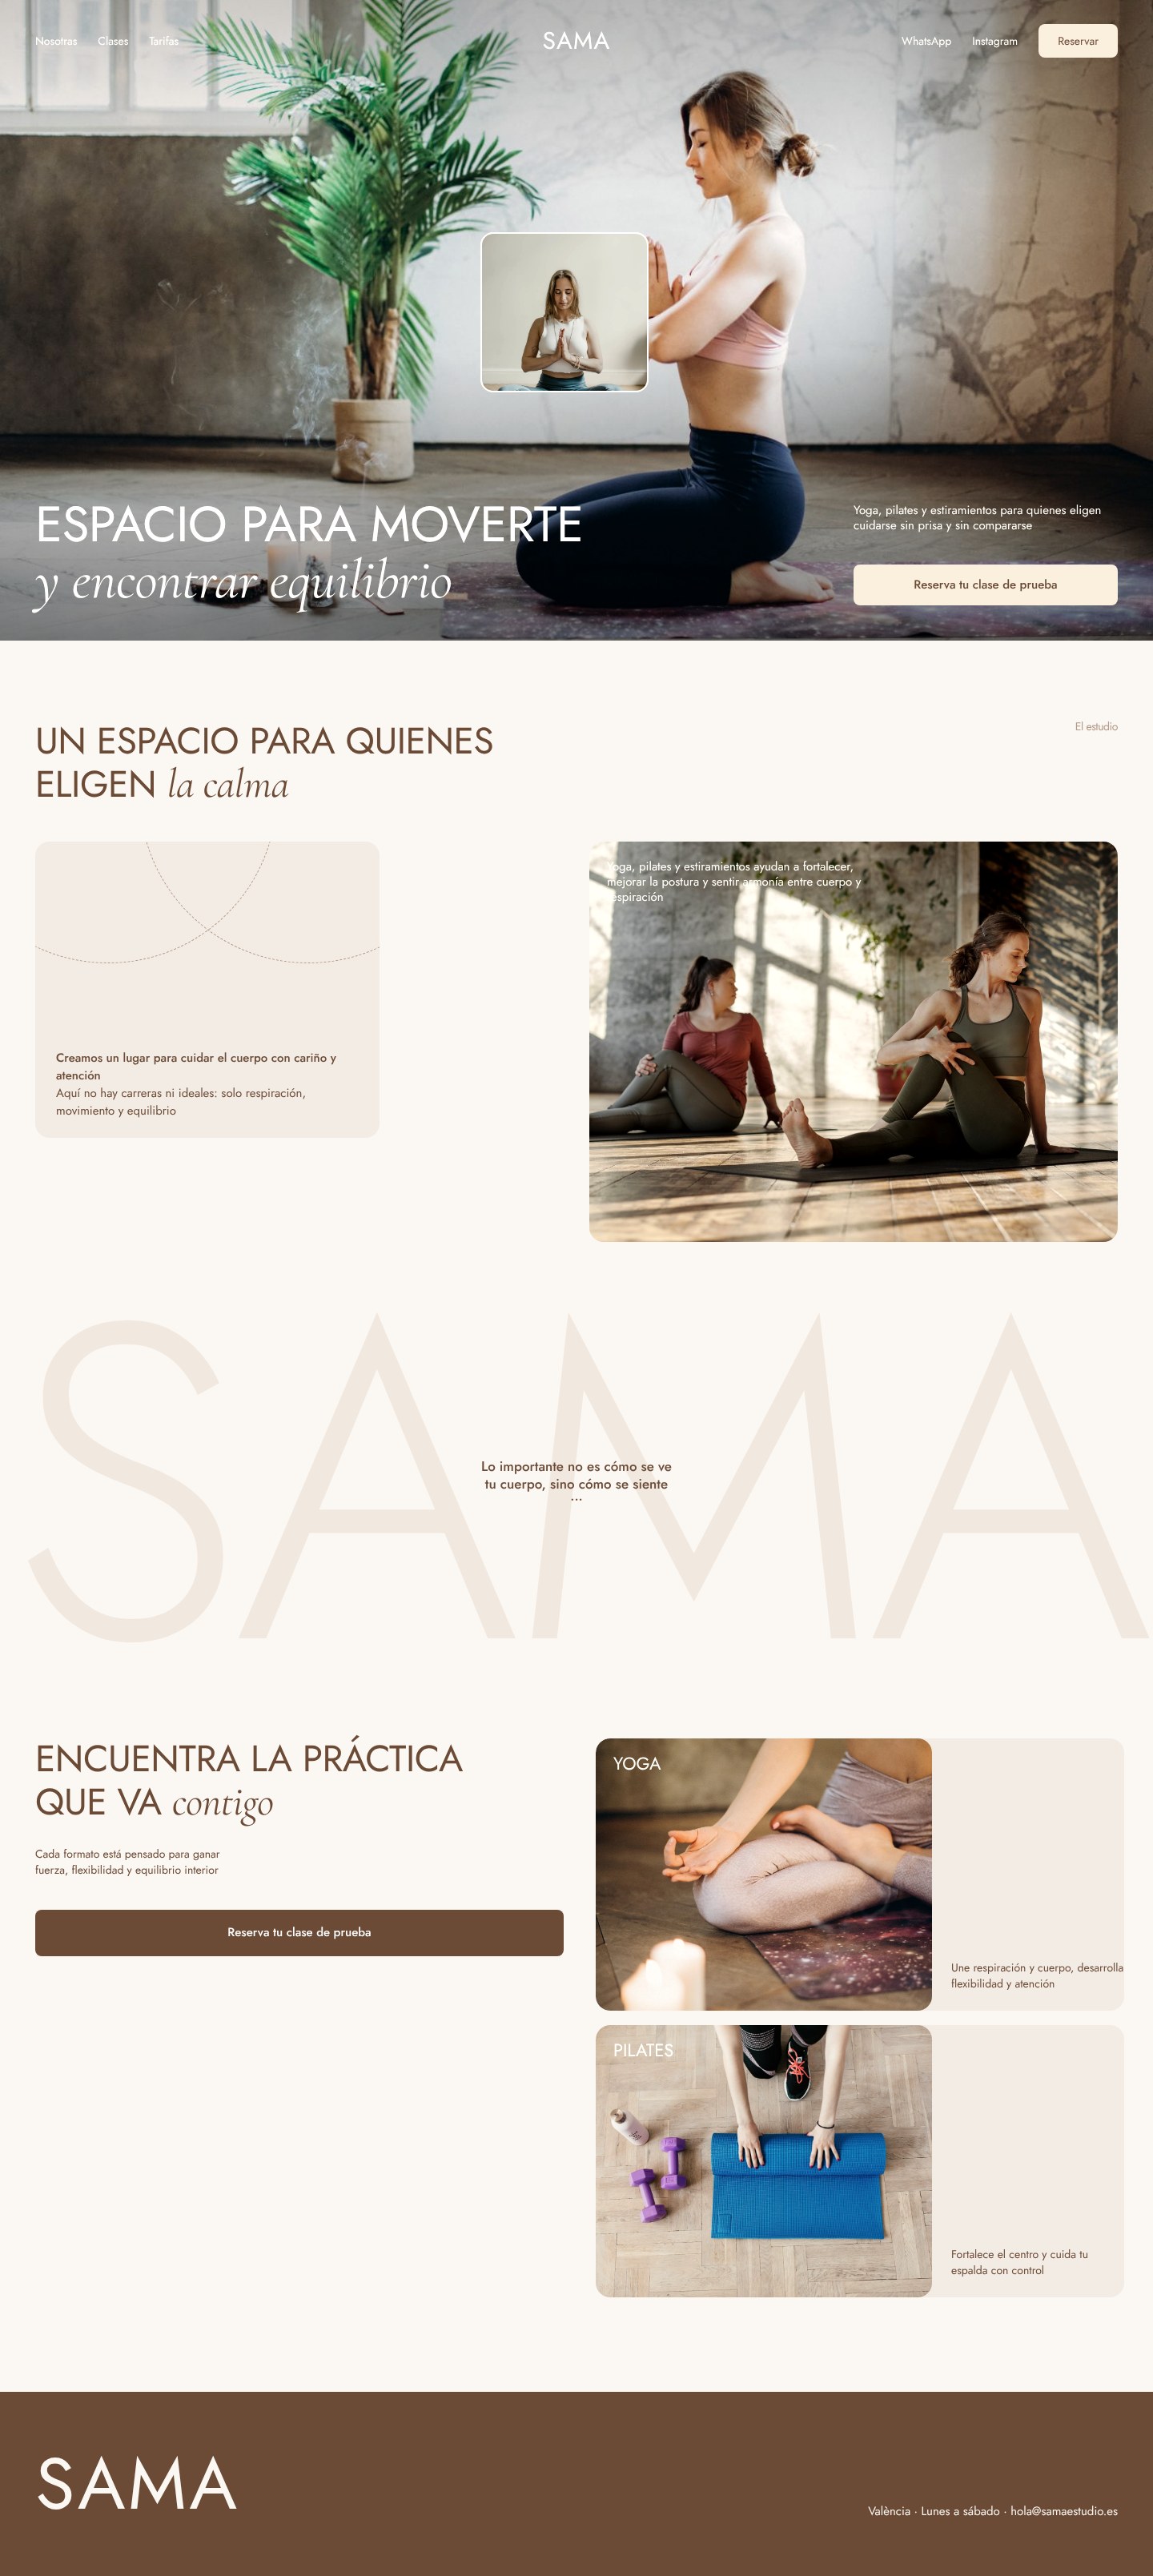 Nosotras Clases Tarifas SAMA WhatsApp Instagram Reservar
ESPACIO PARA MOVERTE
y encontrar equilibrio
Yoga, pilates y estiramientos para quienes eligen
cuidarse sin prisa y sin compararse
Reserva tu clase de prueba
UN ESPACIO PARA QUIENES
ELIGEN la calma
El estudio
Creamos un lugar para cuidar el cuerpo con cariño y
atención
Aquí no hay carreras ni ideales: solo respiración,
movimiento y equilibrio
Yoga, pilates y estiramientos ayudan a fortalecer,
mejorar la postura y sentir armonía entre cuerpo y
respiración
SAMA
Lo importante no es cómo se ve
tu cuerpo, sino cómo se siente
...
ENCUENTRA LA PRÁCTICA
QUE VA contigo
Cada formato está pensado para ganar
fuerza, flexibilidad y equilibrio interior
Reserva tu clase de prueba
YOGA
Une respiración y cuerpo, desarrolla
flexibilidad y atención
PILATES
Fortalece el centro y cuida tu
espalda con control
SAMA
València · Lunes a sábado · hola@samaestudio.es